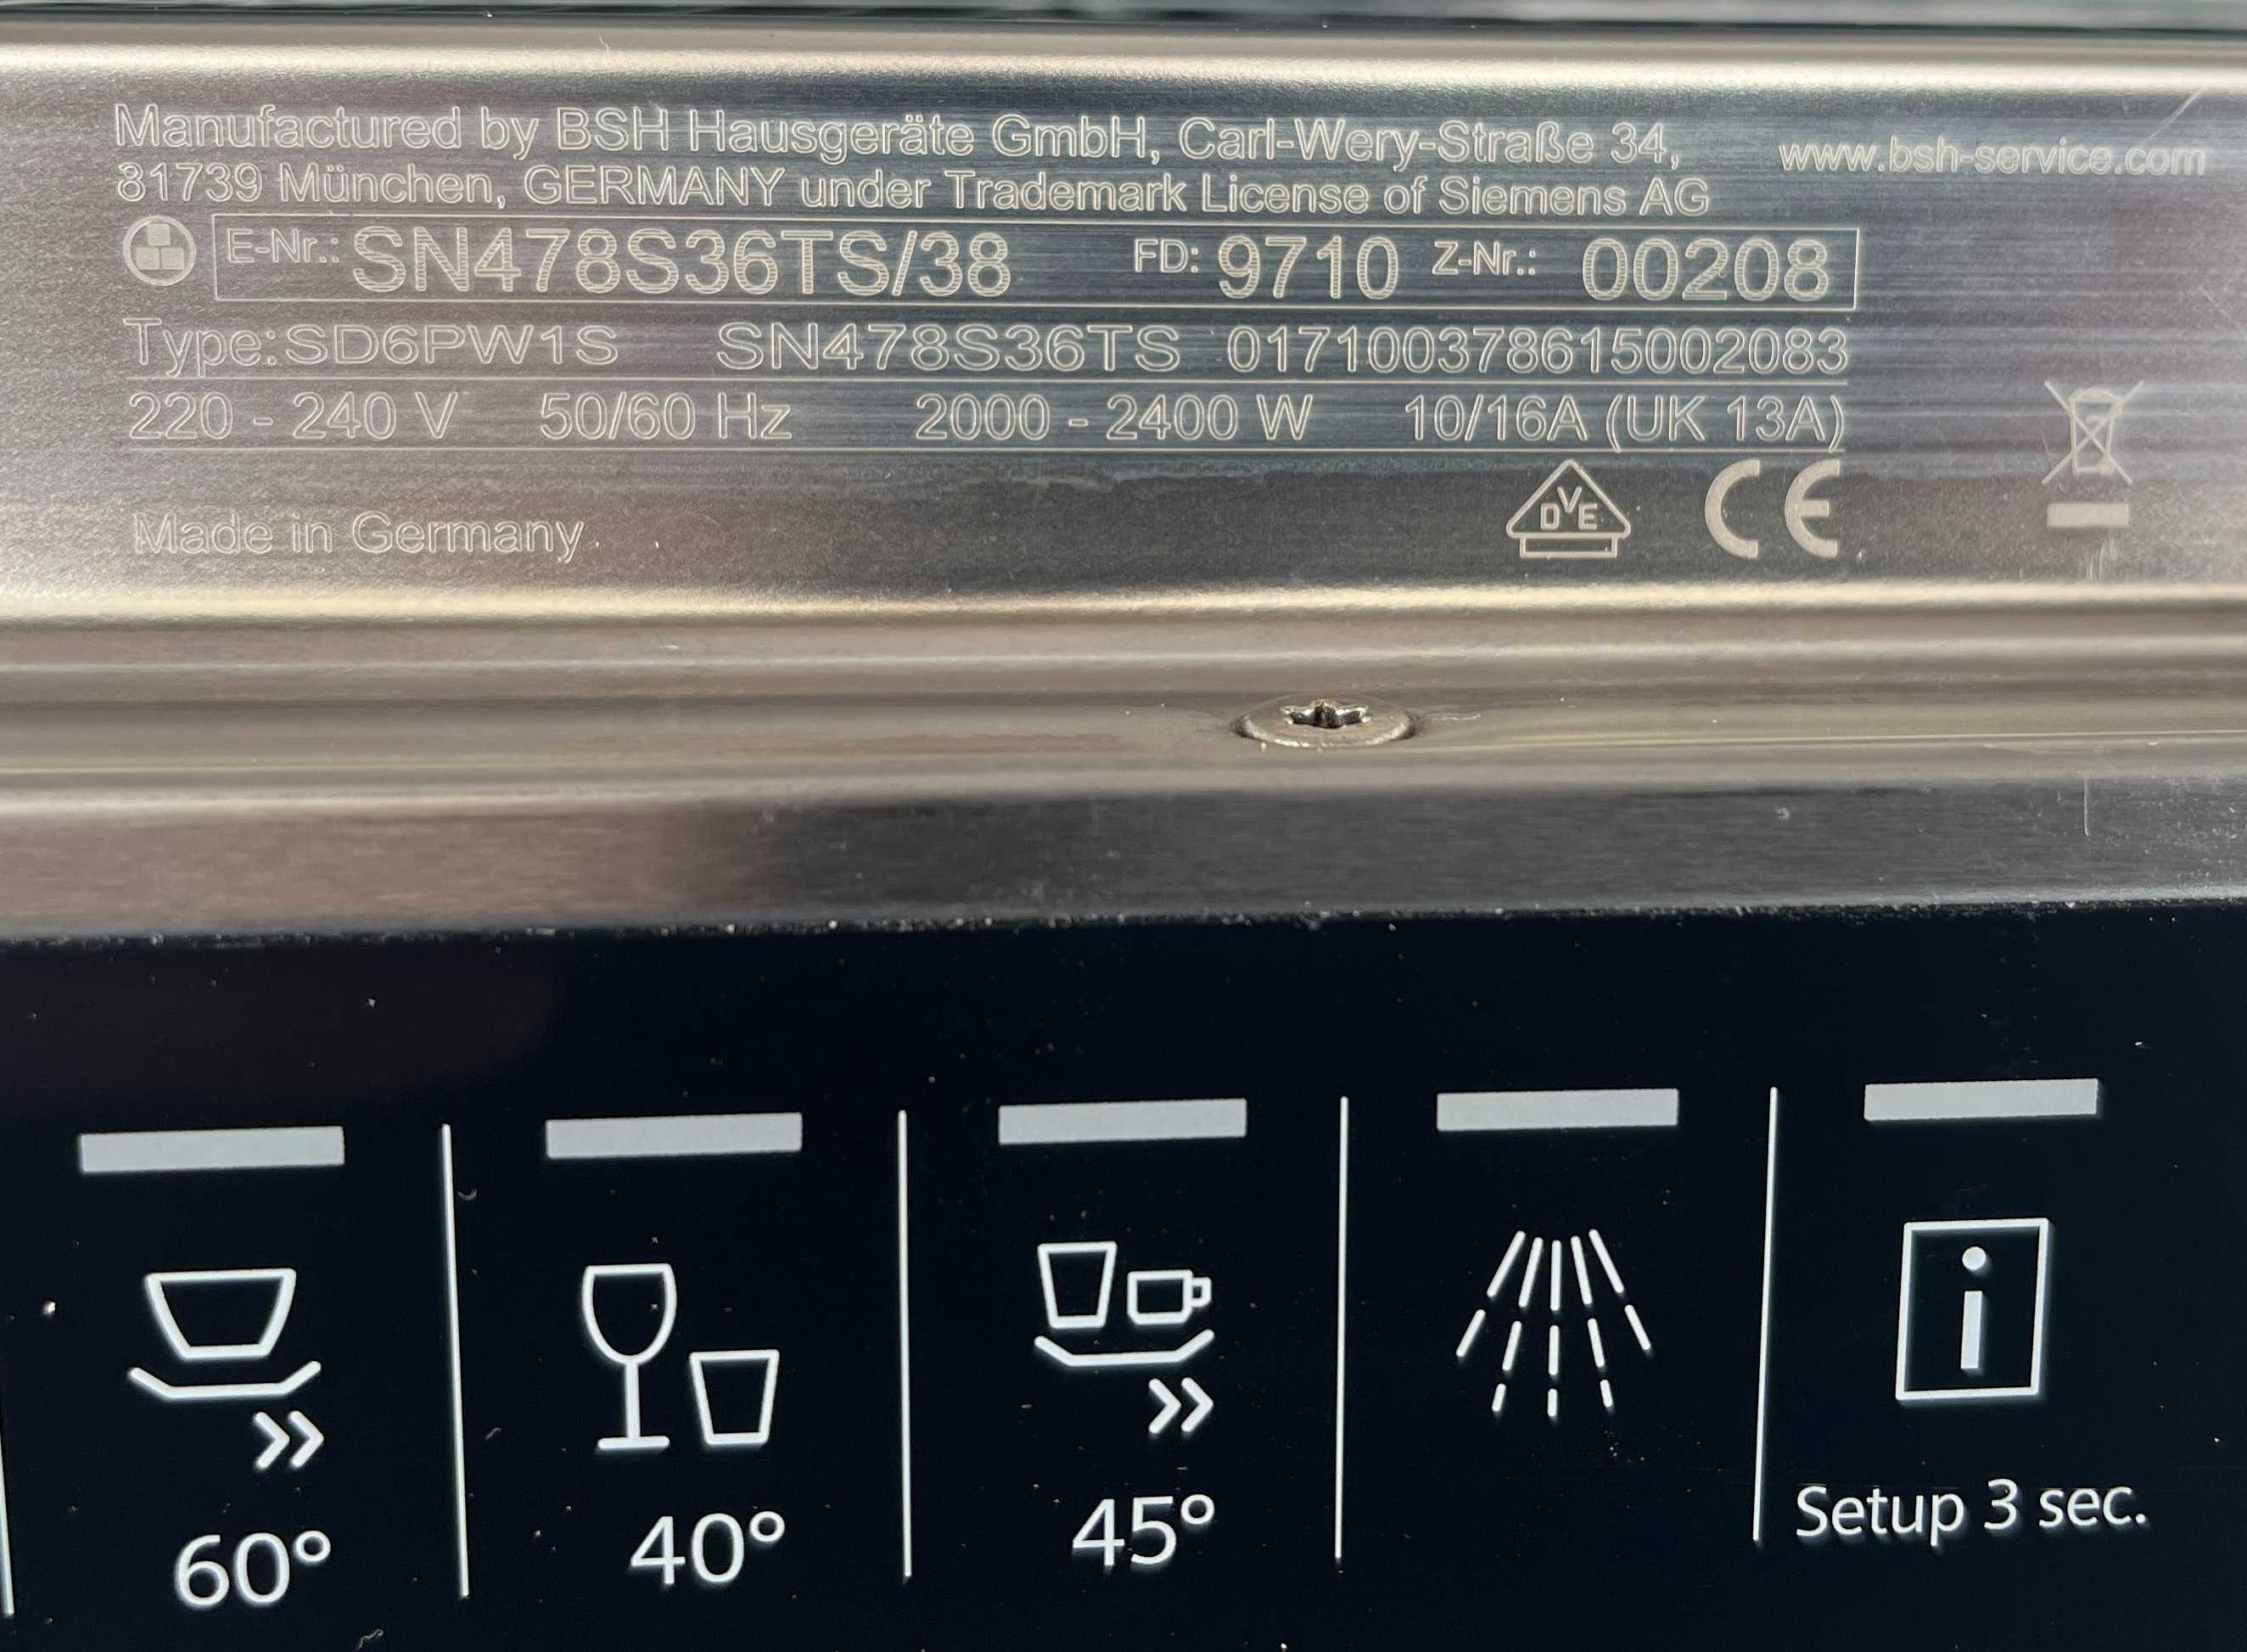 Manufactured by BSH Hausgeräte GmbH, Carl-Wery-Straße 34,
81739 München, GERMANY under Trademark License of Siemens AG
www.bsh-service.com
E-Nr.: SN478S36TS/38 FD: 9710 Z-Nr.: 00208
Type: SD6PW1S SN478S36TS 017100378615002083
220 - 240 V 50/60 Hz 2000 - 2400 W 10/16A (UK 13A)
Made in Germany
DVE CE
i
60° 40° 45° Setup 3 sec.